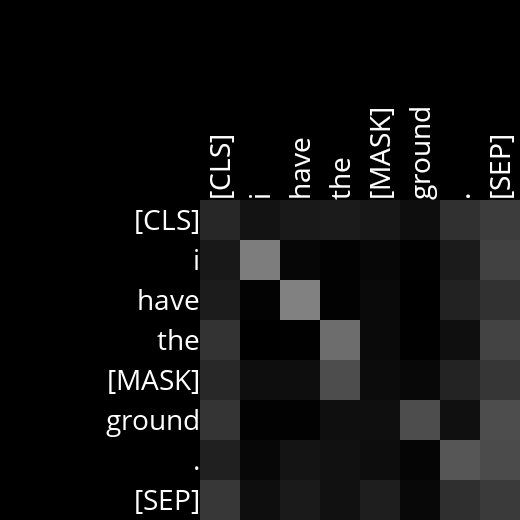 [CLS]
i
have
the
[MASK]
ground
.
[SEP]
[CLS]
i
have
the
[MASK]
ground
.
[SEP]